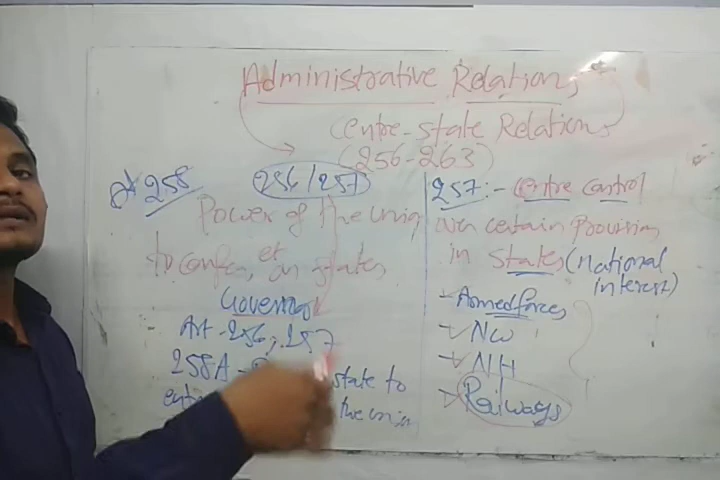 Administrative Relations
Centre-state Relations
(256-263)
258
256/257
Power of the union
to confer, etc on states
Governor
Art-256, 257
258A -
state to
the union
257:- Centre Control
over certain Provision
in States (national
interest)
- Armed forces
- NW
- NH
- Railways